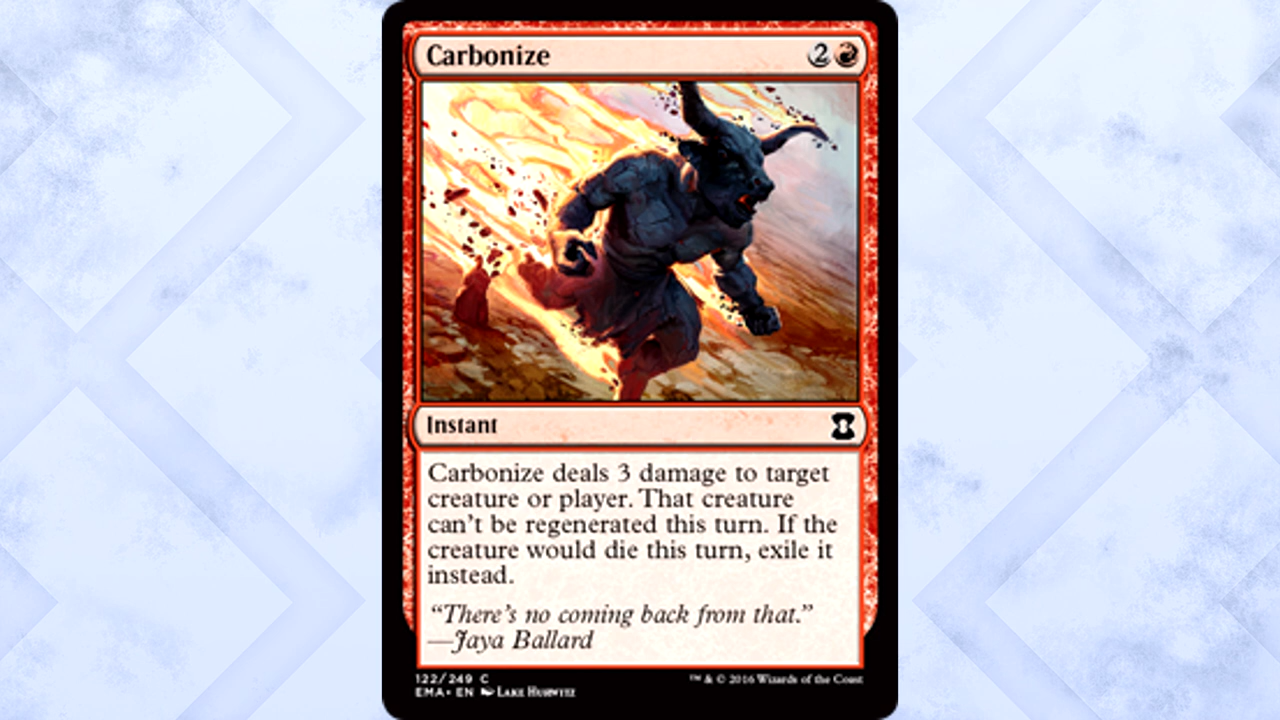 Carbonize 2
Instant
Carbonize deals 3 damage to target
creature or player. That creature
can't be regenerated this turn. If the
creature would die this turn, exile it
instead.
“There's no coming back from that.”
—Jaya Ballard
122/249 C
™ & © 2016 Wizards of the Coast
EMA • EN Lake Hurwitz